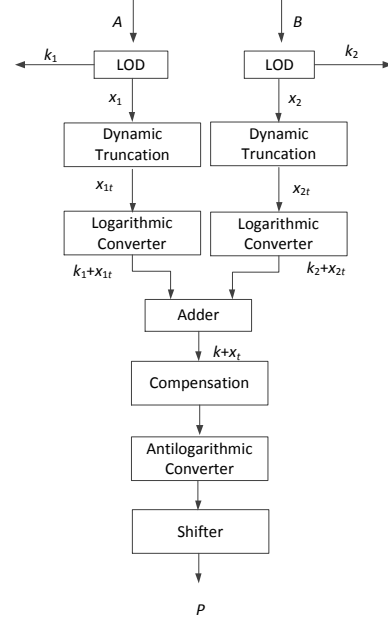 A B
k1 LOD LOD k2
x1 x2
Dynamic Truncation Dynamic Truncation
x1t x2t
Logarithmic Converter Logarithmic Converter
k1+x1t k2+x2t
Adder
k+xt
Compensation
Antilogarithmic
Converter
Shifter
P